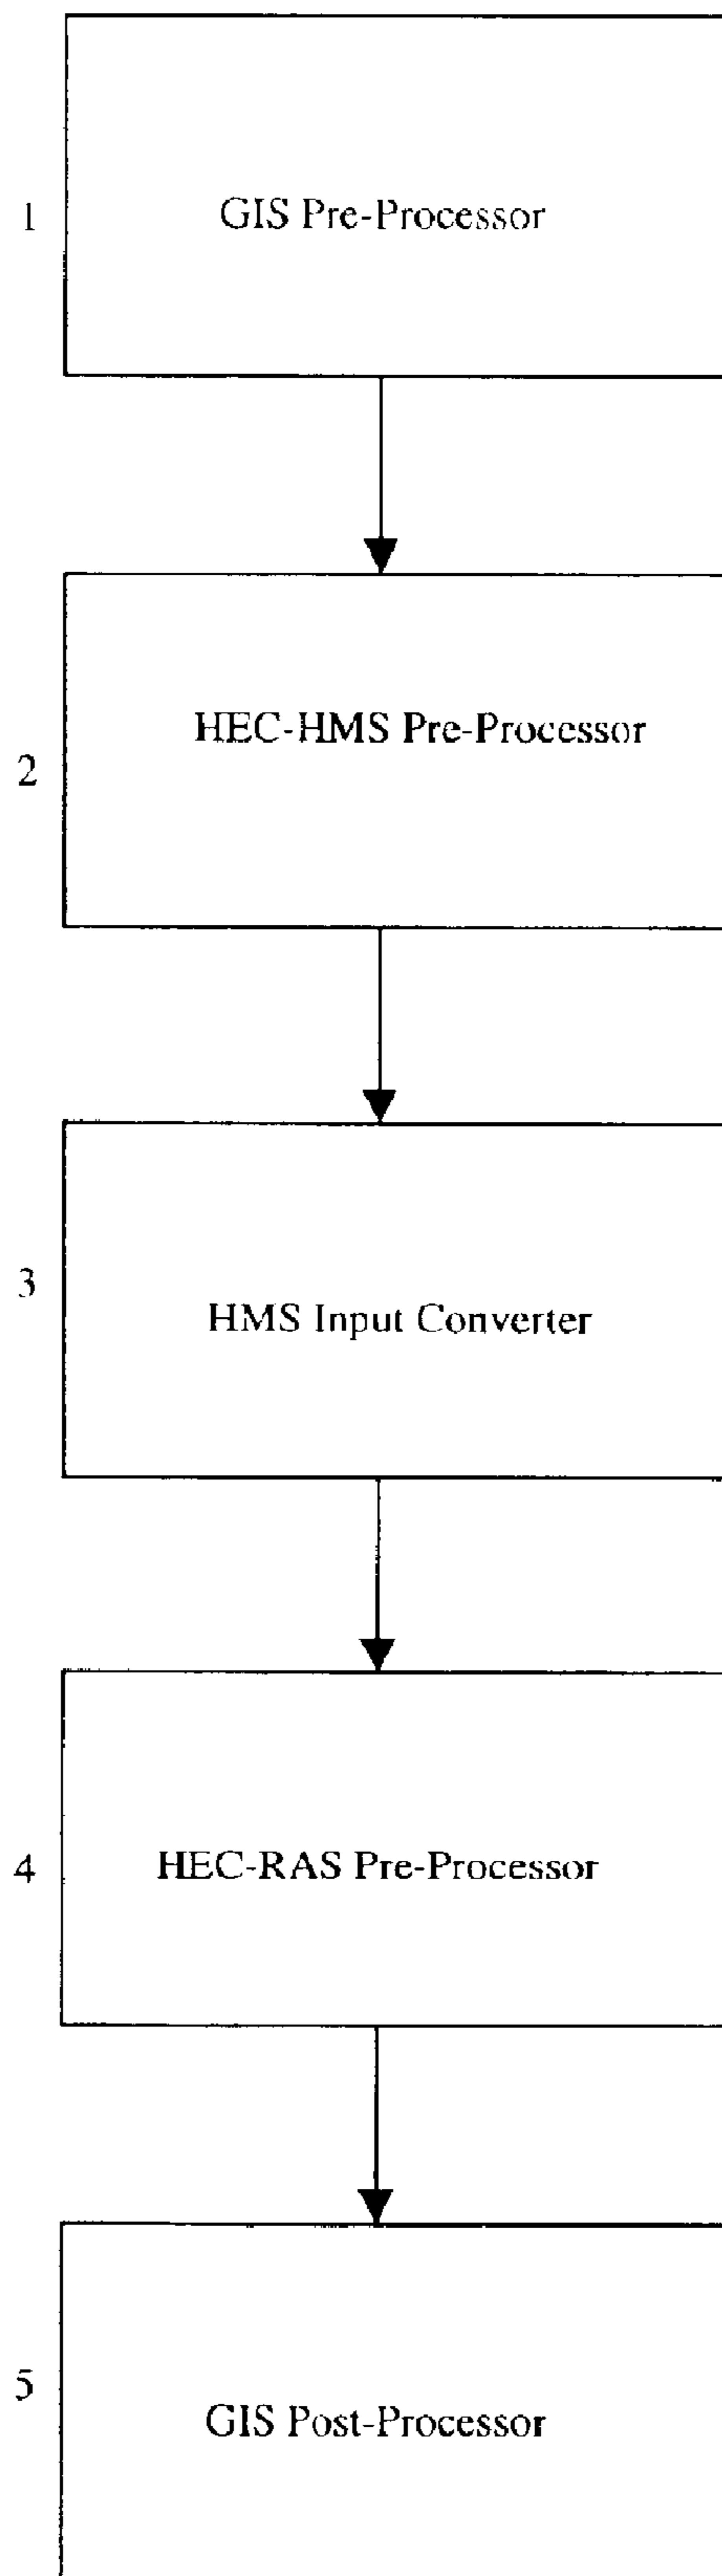 1
GIS Pre-Processor
2
HEC-HMS Pre-Processor
3
HMS Input Converter
4
HEC-RAS Pre-Processor
5
GIS Post-Processor